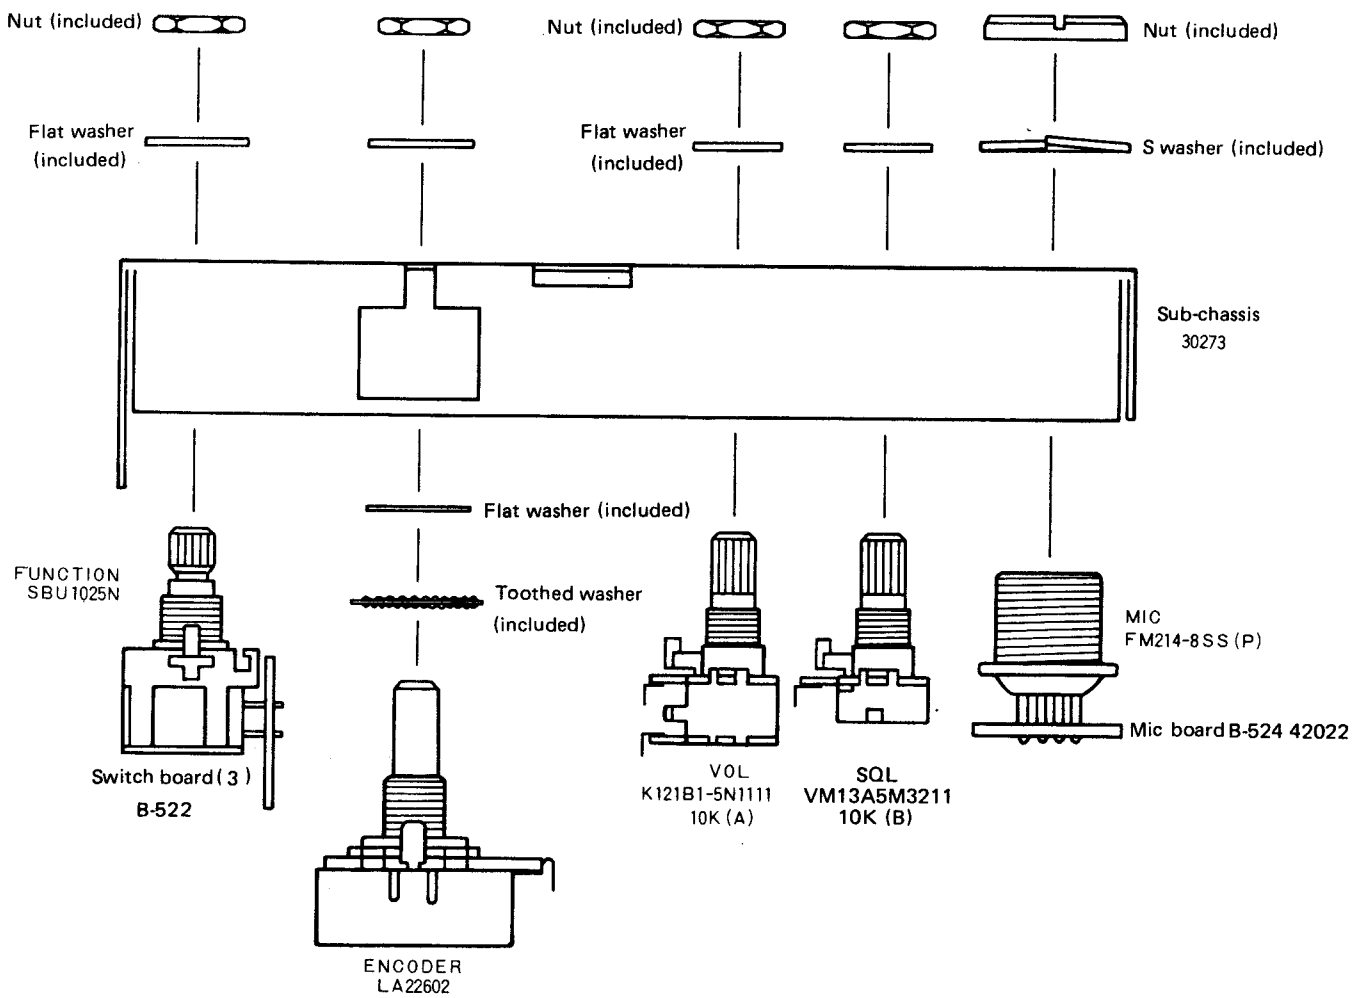 Nut (included)
Nut (included)
Nut (included)
Flat washer
(included)
Flat washer
(included)
S washer (included)
Sub-chassis
30273
Flat washer (included)
Toothed washer
(included)
FUNCTION
SBU1025N
Switch board (3)
B-522
ENCODER
LA22602
VOL
K121B1-5N1111
10K (A)
SQL
VM13A5M3211
10K (B)
MIC
FM214-8SS (P)
Mic board B-524 42022